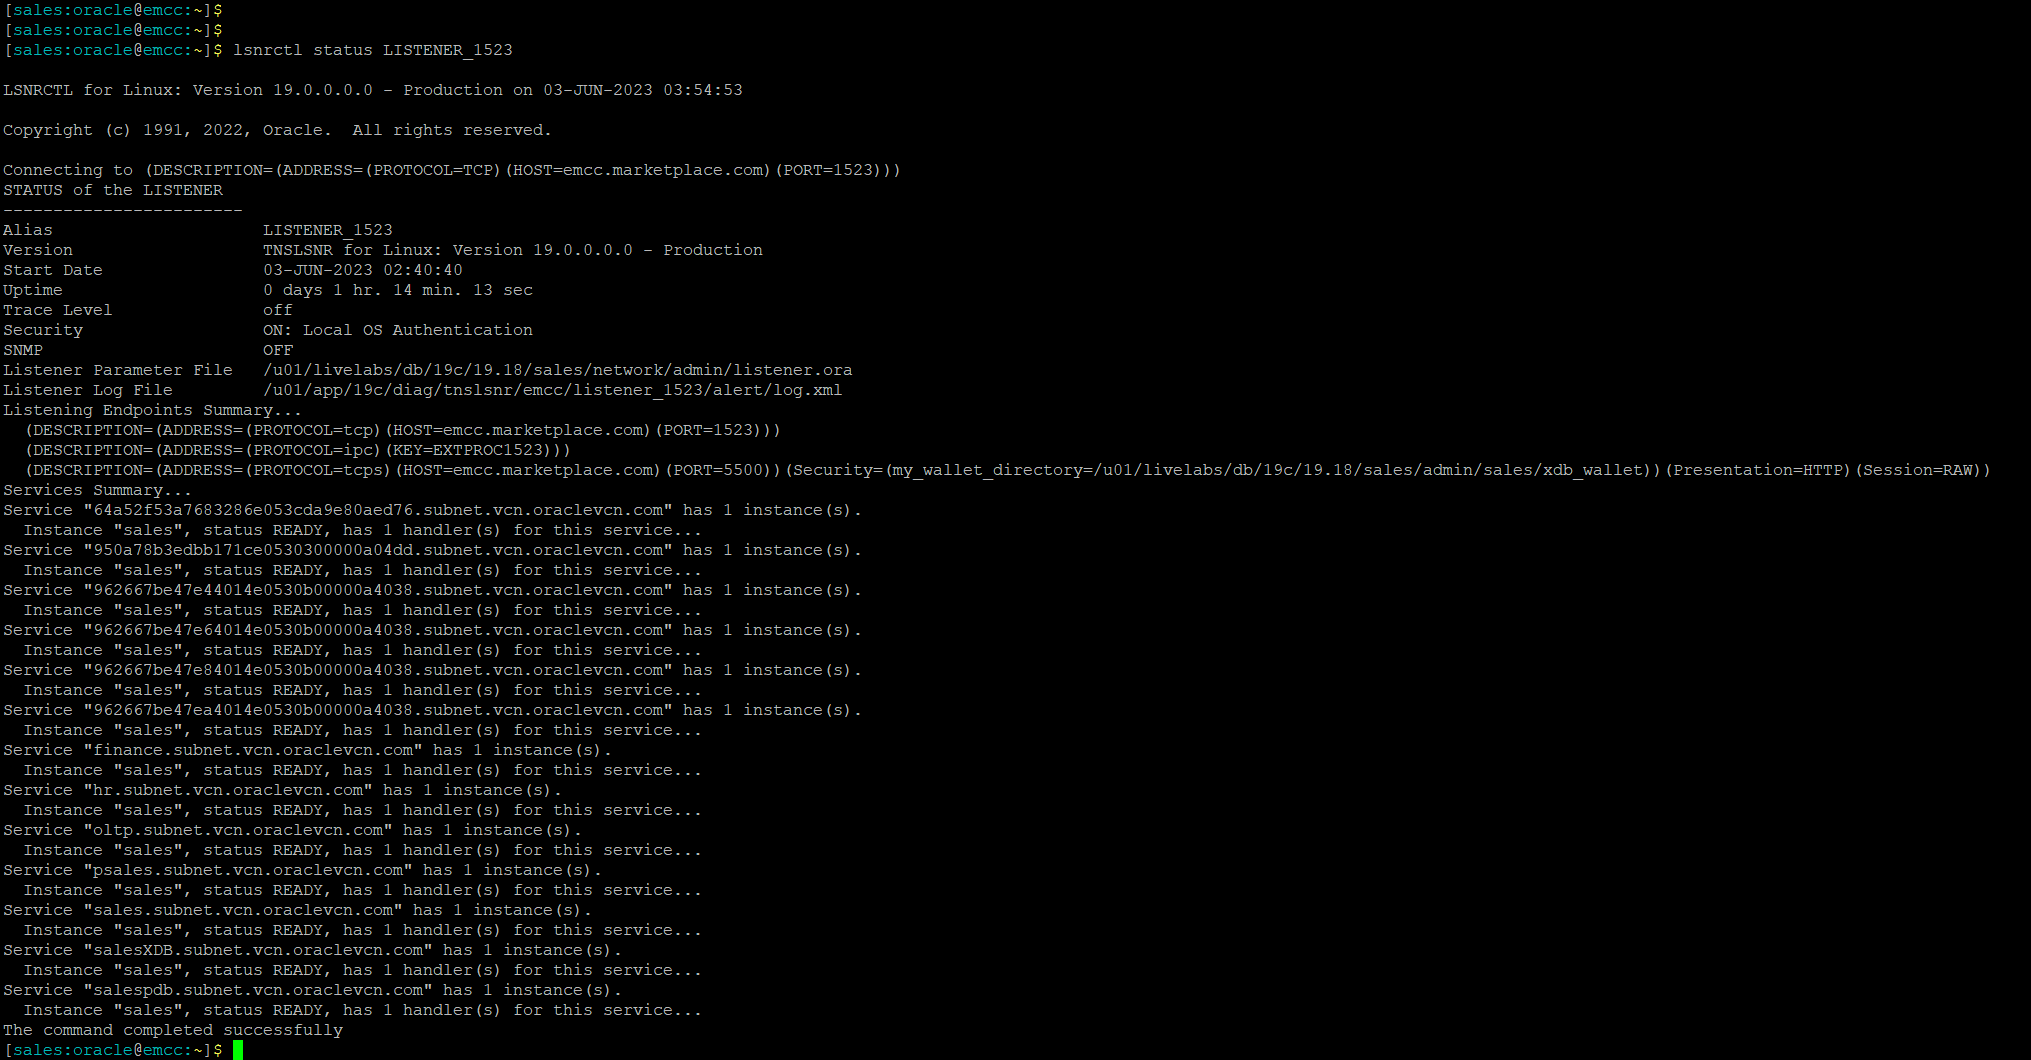 [sales:oracle@emcc:~]$
[sales:oracle@emcc:~]$
[sales:oracle@emcc:~]$ lsnrctl status LISTENER_1523
LSNRCTL for Linux: Version 19.0.0.0.0 - Production on 03-JUN-2023 03:54:53
Copyright (c) 1991, 2022, Oracle.  All rights reserved.
Connecting to (DESCRIPTION=(ADDRESS=(PROTOCOL=TCP)(HOST=emcc.marketplace.com)(PORT=1523)))
STATUS of the LISTENER
------------------------
Alias                     LISTENER_1523
Version                   TNSLSNR for Linux: Version 19.0.0.0.0 - Production
Start Date                03-JUN-2023 02:40:40
Uptime                    0 days 1 hr. 14 min. 13 sec
Trace Level               off
Security                  ON: Local OS Authentication
SNMP                      OFF
Listener Parameter File   /u01/livelabs/db/19c/19.18/sales/network/admin/listener.ora
Listener Log File         /u01/app/19c/diag/tnslsnr/emcc/listener_1523/alert/log.xml
Listening Endpoints Summary...
  (DESCRIPTION=(ADDRESS=(PROTOCOL=tcp)(HOST=emcc.marketplace.com)(PORT=1523)))
  (DESCRIPTION=(ADDRESS=(PROTOCOL=ipc)(KEY=EXTPROC1523)))
  (DESCRIPTION=(ADDRESS=(PROTOCOL=tcps)(HOST=emcc.marketplace.com)(PORT=5500))(Security=(my_wallet_directory=/u01/livelabs/db/19c/19.18/sales/admin/sales/xdb_wallet))(Presentation=HTTP)(Session=RAW))
Services Summary...
Service "64a52f53a7683286e053cda9e80aed76.subnet.vcn.oraclevcn.com" has 1 instance(s).
  Instance "sales", status READY, has 1 handler(s) for this service...
Service "950a78b3edbb171ce0530300000a04dd.subnet.vcn.oraclevcn.com" has 1 instance(s).
  Instance "sales", status READY, has 1 handler(s) for this service...
Service "962667be47e44014e0530b00000a4038.subnet.vcn.oraclevcn.com" has 1 instance(s).
  Instance "sales", status READY, has 1 handler(s) for this service...
Service "962667be47e64014e0530b00000a4038.subnet.vcn.oraclevcn.com" has 1 instance(s).
  Instance "sales", status READY, has 1 handler(s) for this service...
Service "962667be47e84014e0530b00000a4038.subnet.vcn.oraclevcn.com" has 1 instance(s).
  Instance "sales", status READY, has 1 handler(s) for this service...
Service "962667be47ea4014e0530b00000a4038.subnet.vcn.oraclevcn.com" has 1 instance(s).
  Instance "sales", status READY, has 1 handler(s) for this service...
Service "finance.subnet.vcn.oraclevcn.com" has 1 instance(s).
  Instance "sales", status READY, has 1 handler(s) for this service...
Service "hr.subnet.vcn.oraclevcn.com" has 1 instance(s).
  Instance "sales", status READY, has 1 handler(s) for this service...
Service "oltp.subnet.vcn.oraclevcn.com" has 1 instance(s).
  Instance "sales", status READY, has 1 handler(s) for this service...
Service "psales.subnet.vcn.oraclevcn.com" has 1 instance(s).
  Instance "sales", status READY, has 1 handler(s) for this service...
Service "sales.subnet.vcn.oraclevcn.com" has 1 instance(s).
  Instance "sales", status READY, has 1 handler(s) for this service...
Service "salesXDB.subnet.vcn.oraclevcn.com" has 1 instance(s).
  Instance "sales", status READY, has 1 handler(s) for this service...
Service "salespdb.subnet.vcn.oraclevcn.com" has 1 instance(s).
  Instance "sales", status READY, has 1 handler(s) for this service...
The command completed successfully
[sales:oracle@emcc:~]$